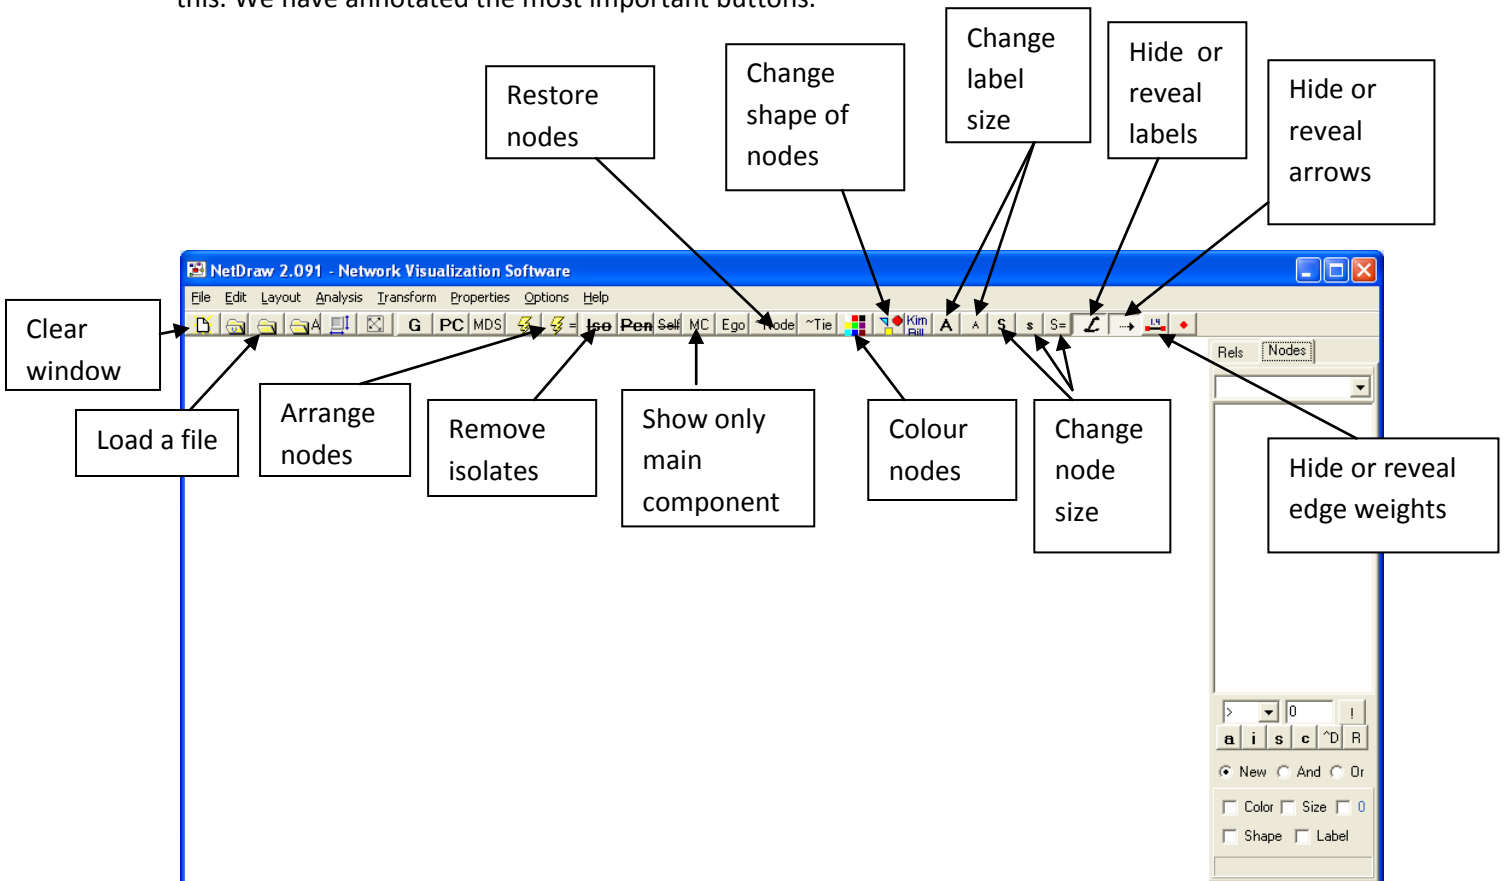 this. We have annotated the most important buttons.
Change
label
size
Hide or
reveal
labels
Restore
nodes
Change
shape of
nodes
Hide or
reveal
arrows
NetDraw 2.091 - Network Visualization Software
File Edit Layout Analysis Transform Properties Options Help
A G PC MDS = Iso Pen Self MC Ego ~Node ~Tie Kim A A S s S= L 1.4
Bill
Clear
window
Load a file
Arrange
nodes
Remove
isolates
Show only
main
component
Colour
nodes
Change
node
size
Hide or reveal
edge weights
Rels Nodes
> 0 !
a i s c ^D R
New And Or
Color Size 0
Shape Label